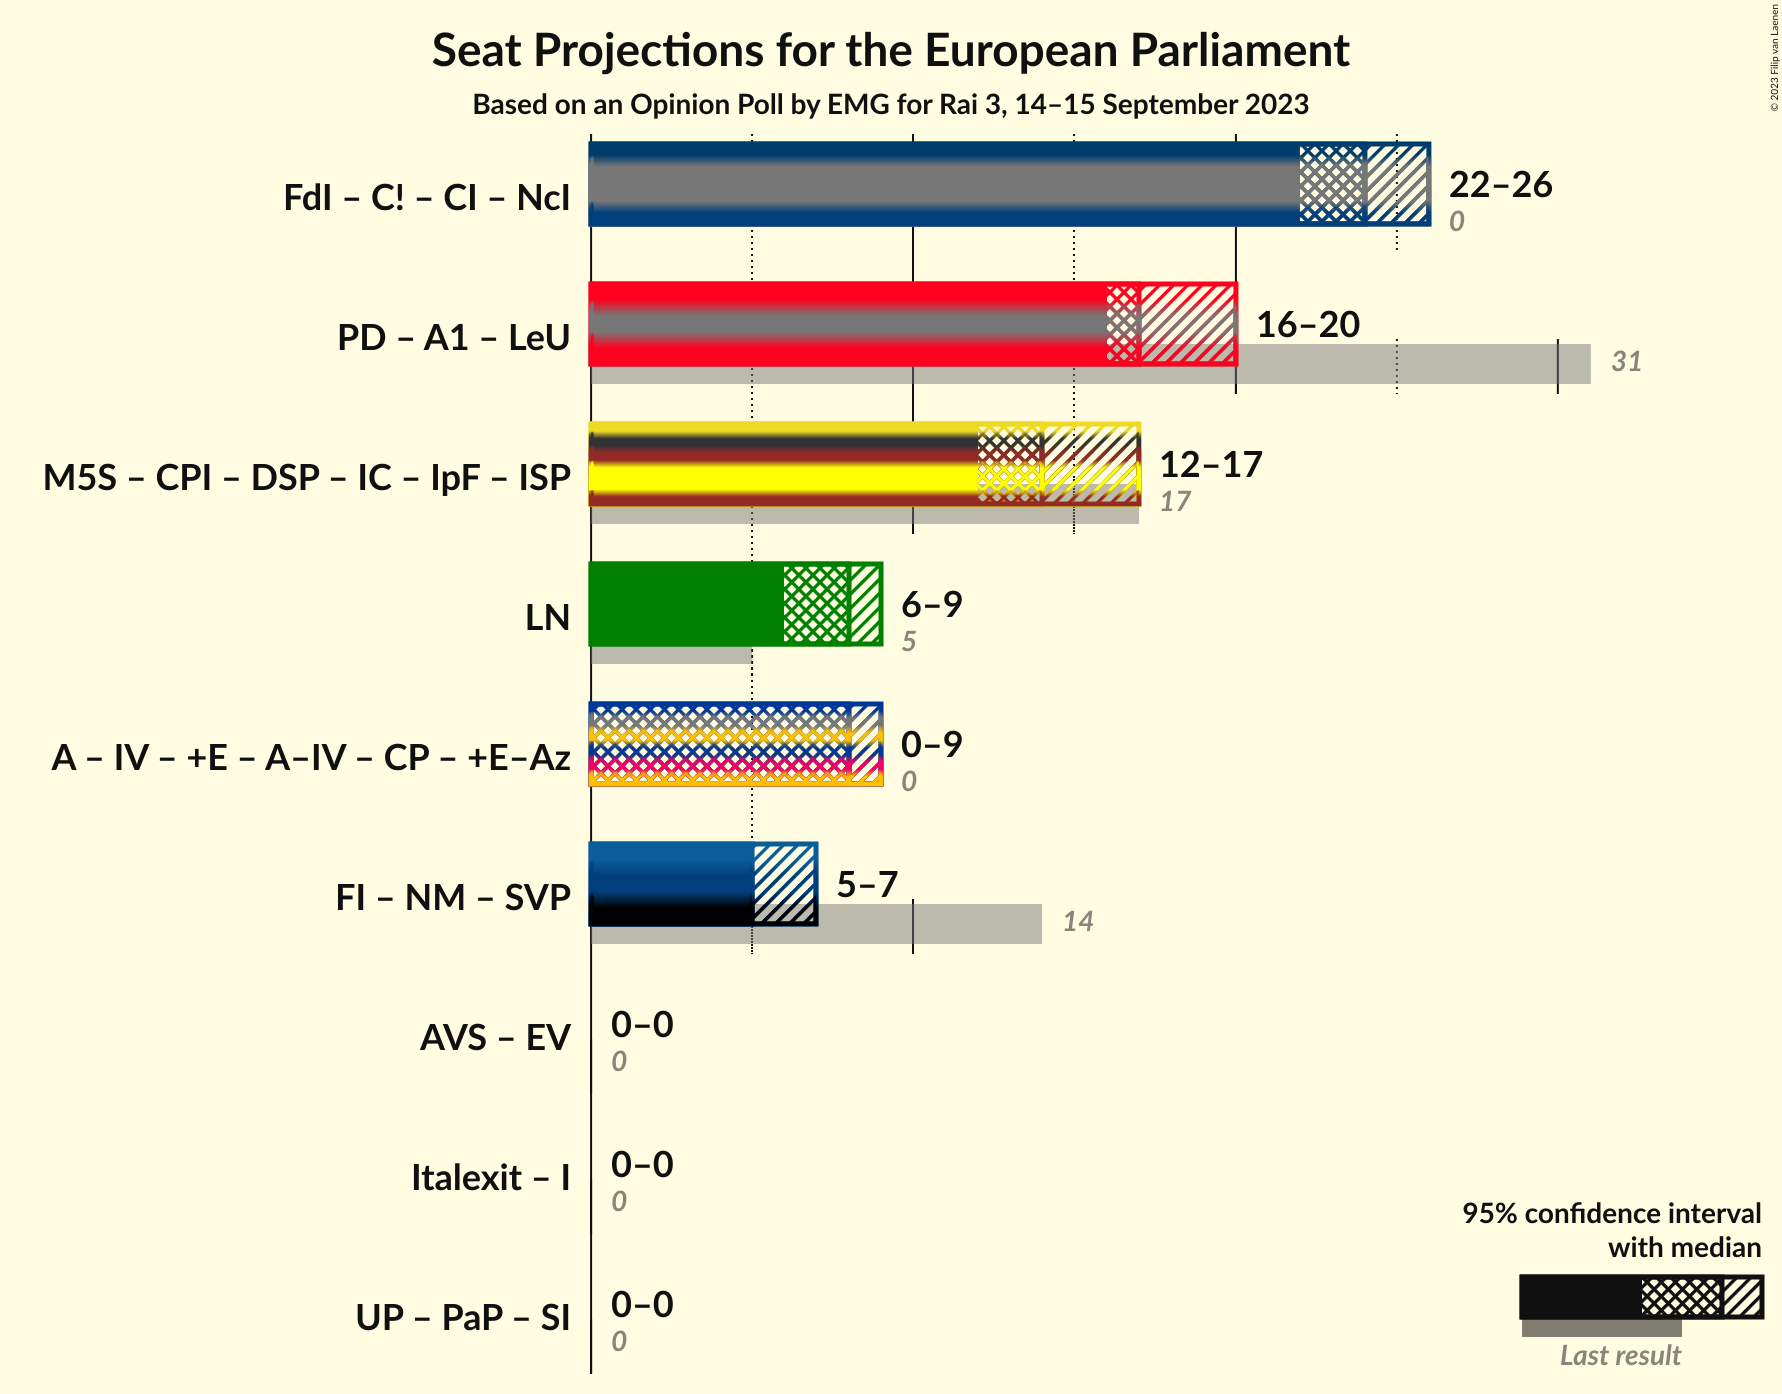 Seat Projections for the European Parliament
Based on an Opinion Poll by EMG for Rai 3, 14–15 September 2023
© 2023 Filip van Laenen
FdI – C! – CI – NcI
22–26
0
PD – A1 – LeU
16–20
31
M5S – CPI – DSP – IC – IpF – ISP
12–17
17
LN
6–9
5
A – IV – +E – A–IV – CP – +E–Az
0–9
0
FI – NM – SVP
5–7
14
AVS – EV
0–0
0
Italexit – I
0–0
0
UP – PaP – SI
0–0
0
95% confidence interval
with median
Last result